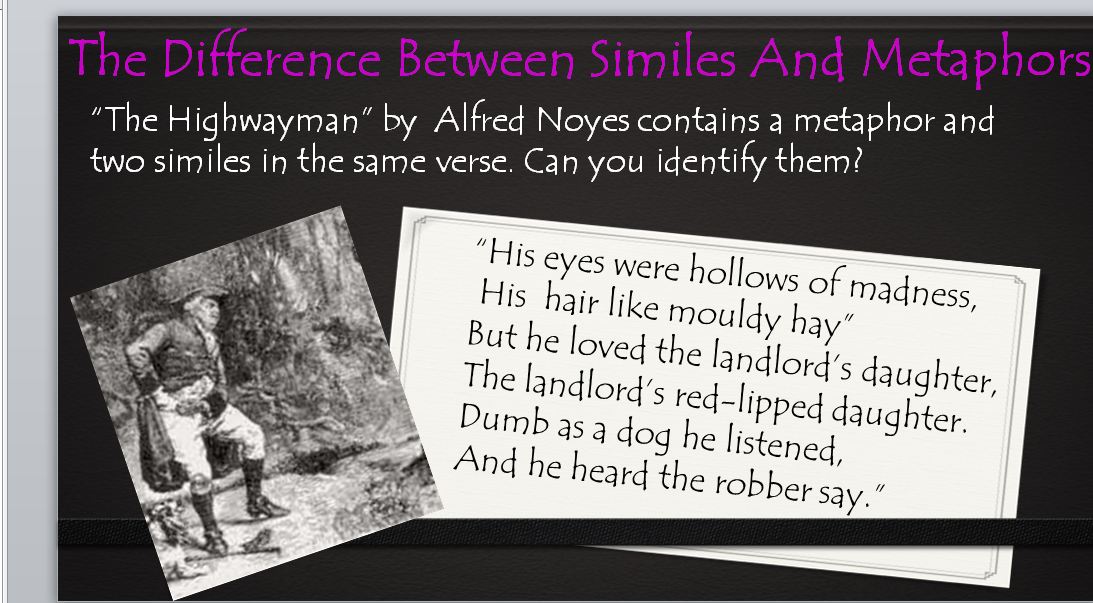 The Difference Between Similes And Metaphors
“The Highwayman” by Alfred Noyes contains a metaphor and
two similes in the same verse. Can you identify them?
“His eyes were hollows of madness,
His hair like mouldy hay”
But he loved the landlord’s daughter,
The landlord’s red-lipped daughter.
Dumb as a dog he listened,
And he heard the robber say.”